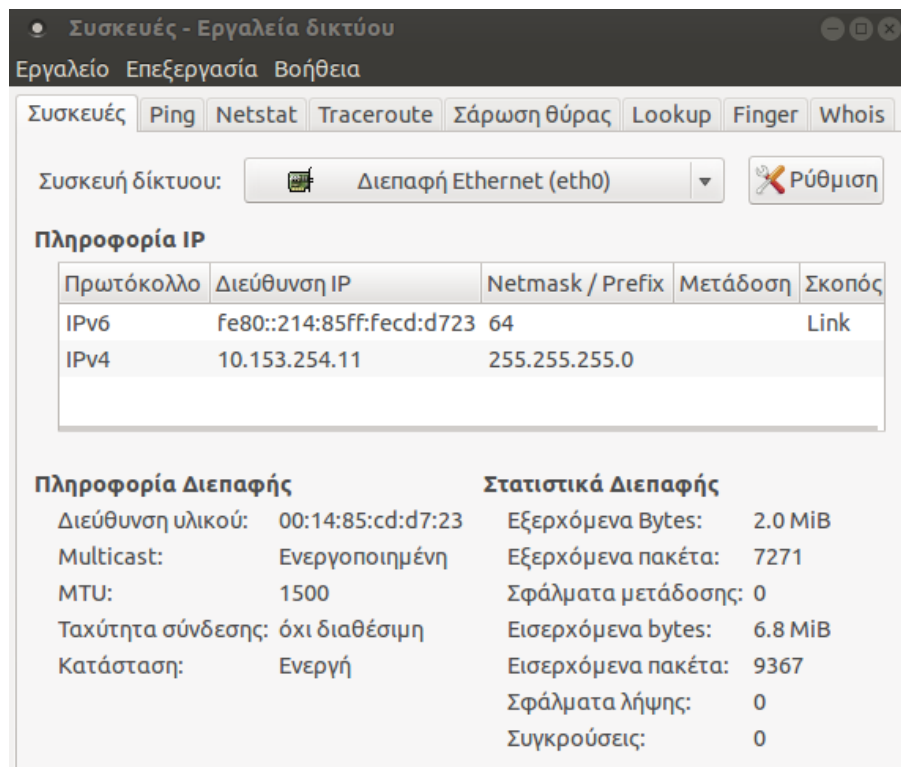 Συσκευές - Εργαλεία δικτύου
Εργαλείο Επεξεργασία Βοήθεια
Συσκευές Ping Netstat Traceroute Σάρωση θύρας Lookup Finger Whois
Συσκευή δίκτυου: Διεπαφή Ethernet (eth0) Ρύθμιση
Πληροφορία IP
Πρωτόκολλο Διεύθυνση IP Netmask / Prefix Μετάδοση Σκοπός
IPv6 fe80::214:85ff:fecd:d723 64 Link
IPv4 10.153.254.11 255.255.255.0
Πληροφορία Διεπαφής
Διεύθυνση υλικού: 00:14:85:cd:d7:23
Multicast: Ενεργοποιημένη
MTU: 1500
Ταχύτητα σύνδεσης: όχι διαθέσιμη
Κατάσταση: Ενεργή
Στατιστικά Διεπαφής
Εξερχόμενα Bytes: 2.0 MiB
Εξερχόμενα πακέτα: 7271
Σφάλματα μετάδοσης: 0
Εισερχόμενα bytes: 6.8 MiB
Εισερχόμενα πακέτα: 9367
Σφάλματα λήψης: 0
Συγκρούσεις: 0